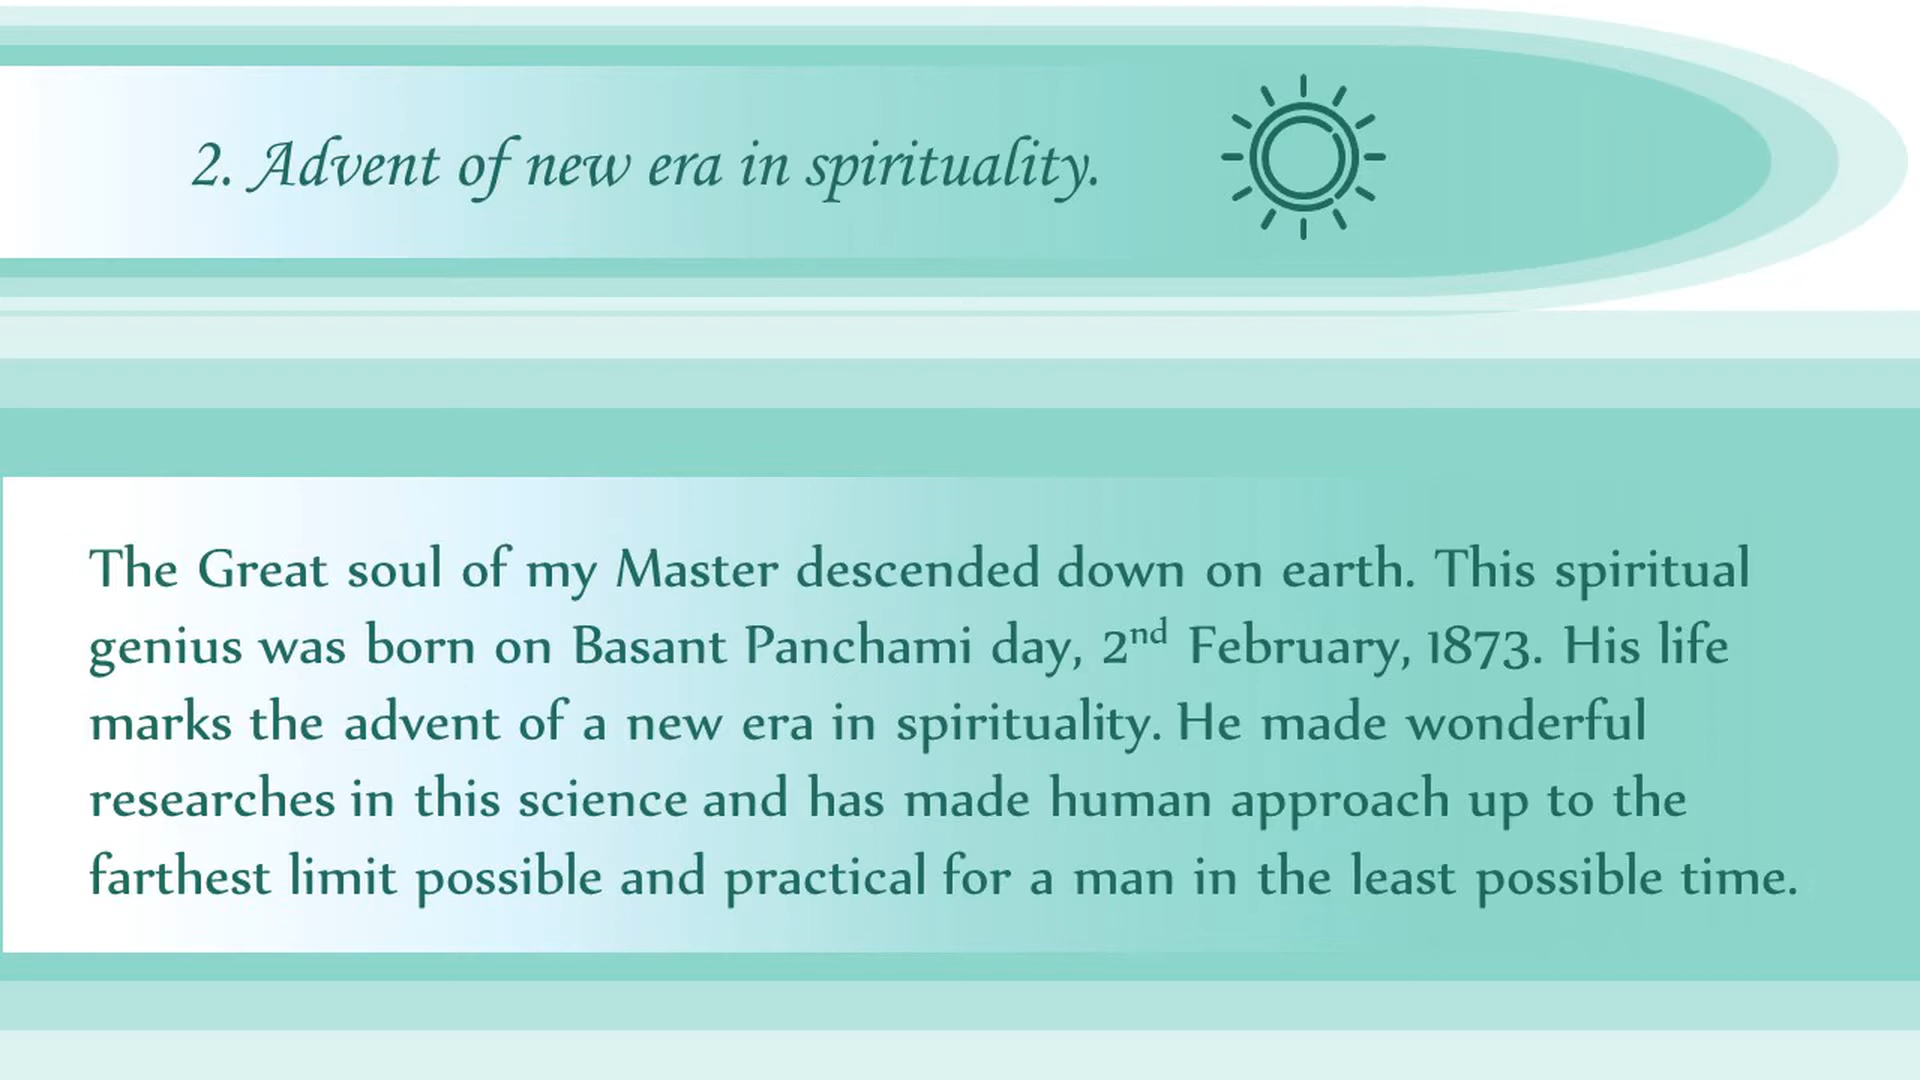 2. Advent of new era in spirituality.
The Great soul of my Master descended down on earth. This spiritual
genius was born on Basant Panchami day, 2nd February, 1873. His life
marks the advent of a new era in spirituality. He made wonderful
researches in this science and has made human approach up to the
farthest limit possible and practical for a man in the least possible time.